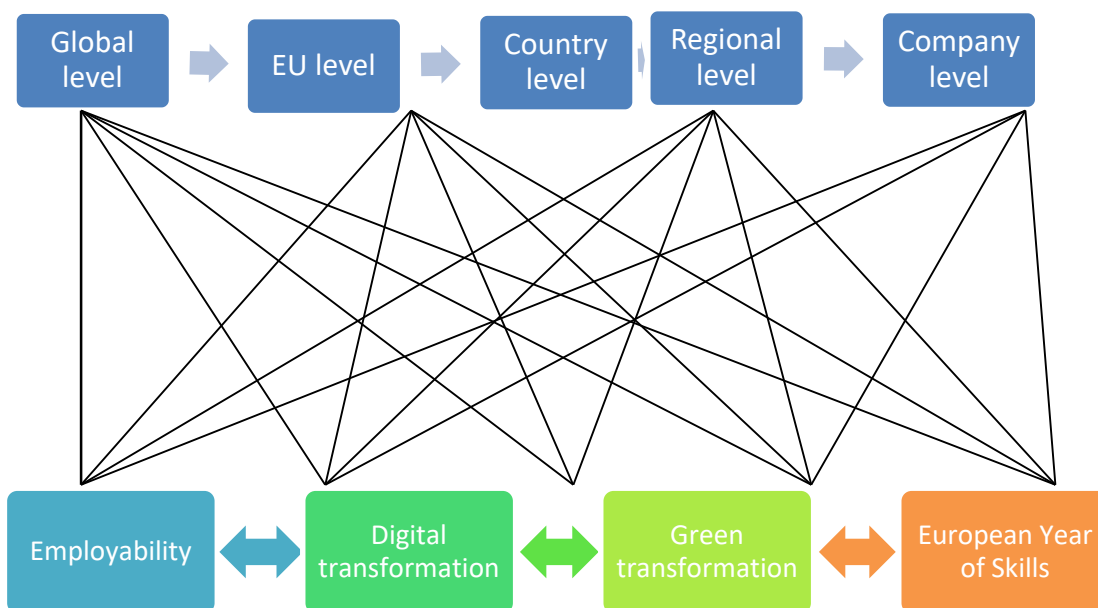 Global
level
EU level
Country
level
Regional
level
Company
level
Employability
Digital
transformation
Green
transformation
European Year
of Skills